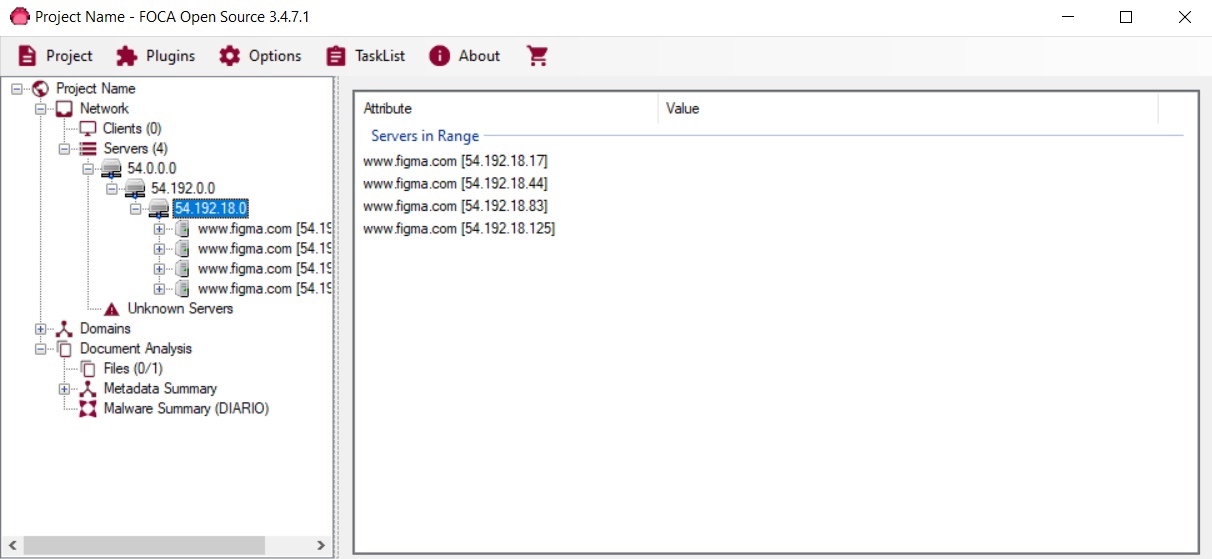 Project Name - FOCA Open Source 3.4.7.1
Project Plugins Options TaskList About
Project Name
Network
Clients (0)
Servers (4)
54.0.0.0
54.192.0.0
54.192.18.0
www.figma.com [54.19
www.figma.com [54.19
www.figma.com [54.19
www.figma.com [54.19
Unknown Servers
Domains
Document Analysis
Files (0/1)
Metadata Summary
Malware Summary (DIARIO)
Attribute Value
Servers in Range
www.figma.com [54.192.18.17]
www.figma.com [54.192.18.44]
www.figma.com [54.192.18.83]
www.figma.com [54.192.18.125]